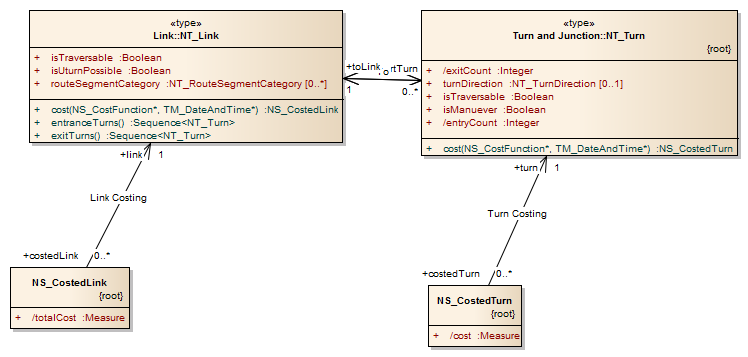 «type»
Link::NT_Link
+ isTraversable :Boolean
+ isUturnPossible :Boolean
+ routeSegmentCategory :NT_RouteSegmentCategory [0..*]
+ cost(NS_CostFunction*, TM_DateAndTime*) :NS_CostedLink
+ entranceTurns() :Sequence<NT_Turn>
+ exitTurns() :Sequence<NT_Turn>
«type»
Turn and Junction::NT_Turn
{root}
+ /exitCount :Integer
+ turnDirection :NT_TurnDirection [0..1]
+ isTraversable :Boolean
+ isManuever :Boolean
+ /entryCount :Integer
+ cost(NS_CostFunction*, TM_DateAndTime*) :NS_CostedTurn
+toLink
1
0..*
+link 1
Link Costing
+costedLink 0..*
+turn 1
Turn Costing
+costedTurn 0..*
NS_CostedLink
{root}
+ /totalCost :Measure
NS_CostedTurn
{root}
+ /cost :Measure